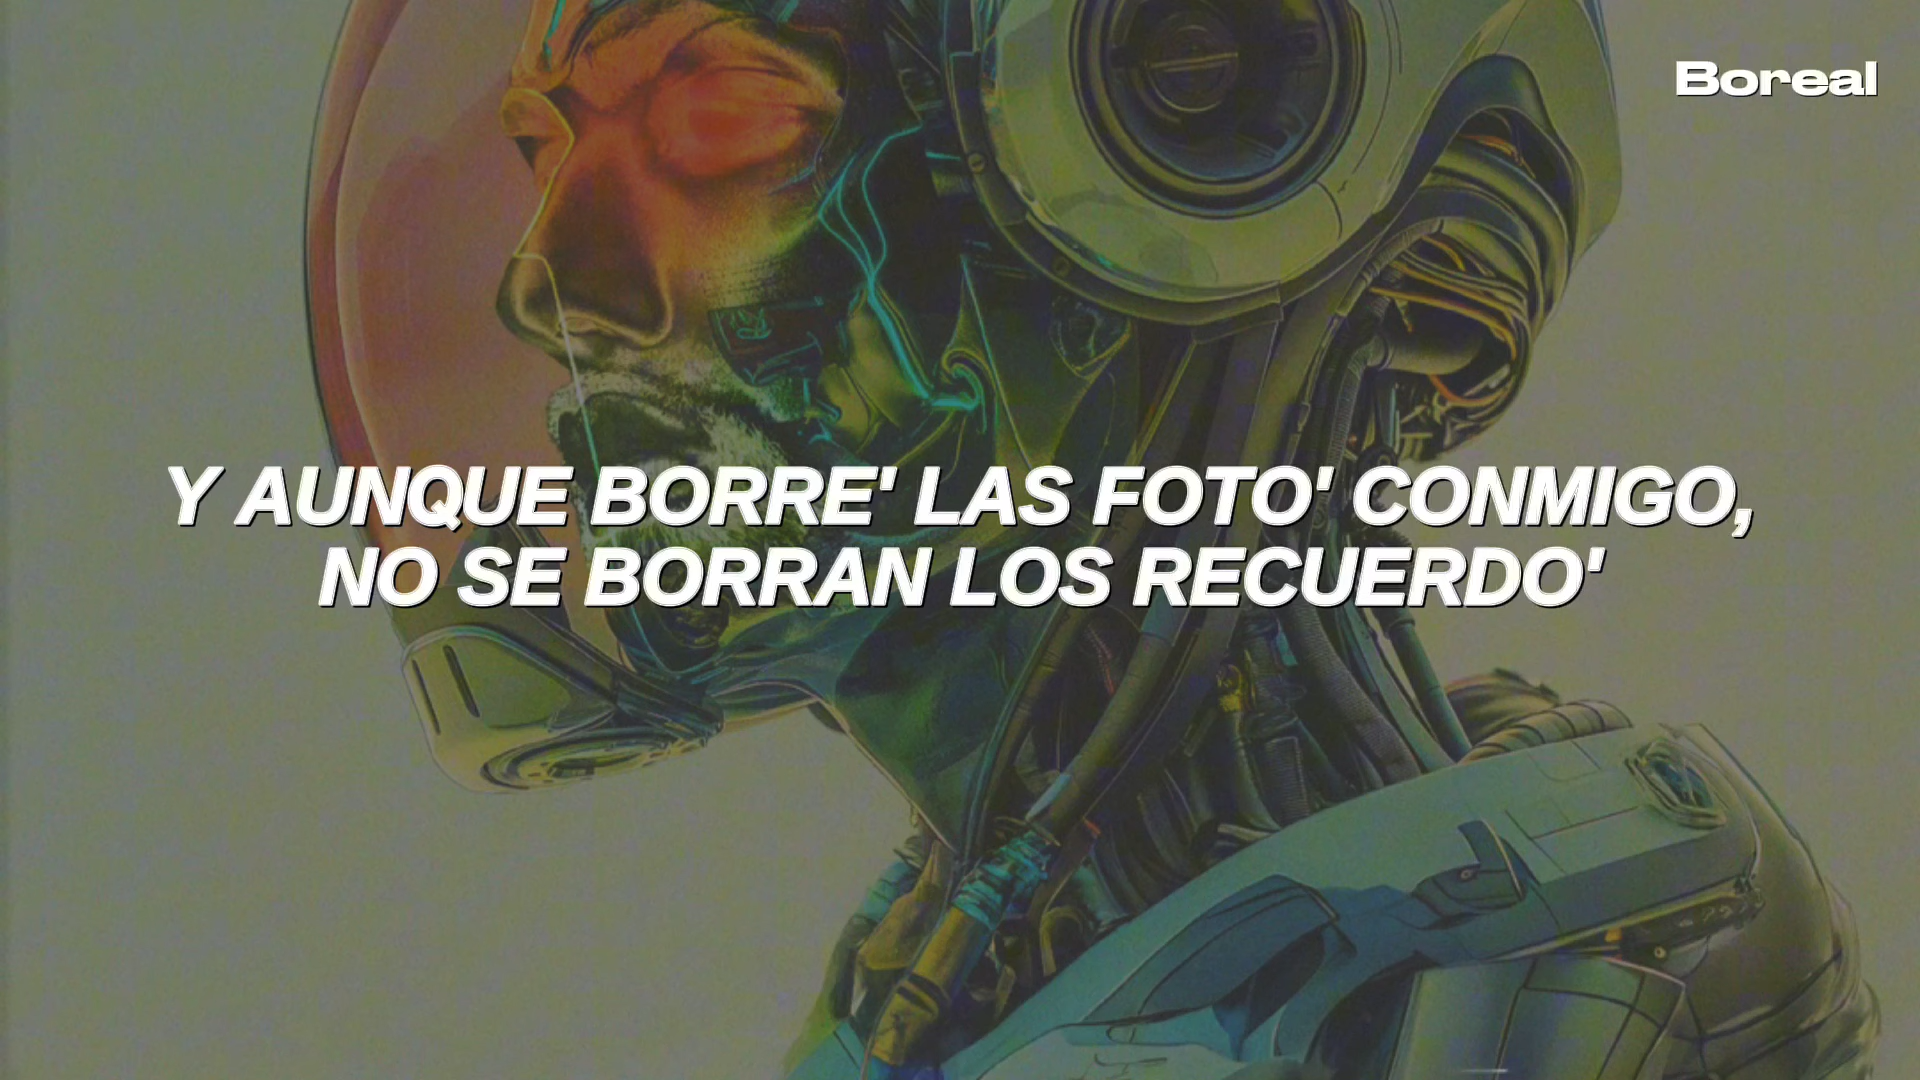 Boreal
Y AUNQUE BORRE' LAS FOTO' CONMIGO,
NO SE BORRAN LOS RECUERDO'